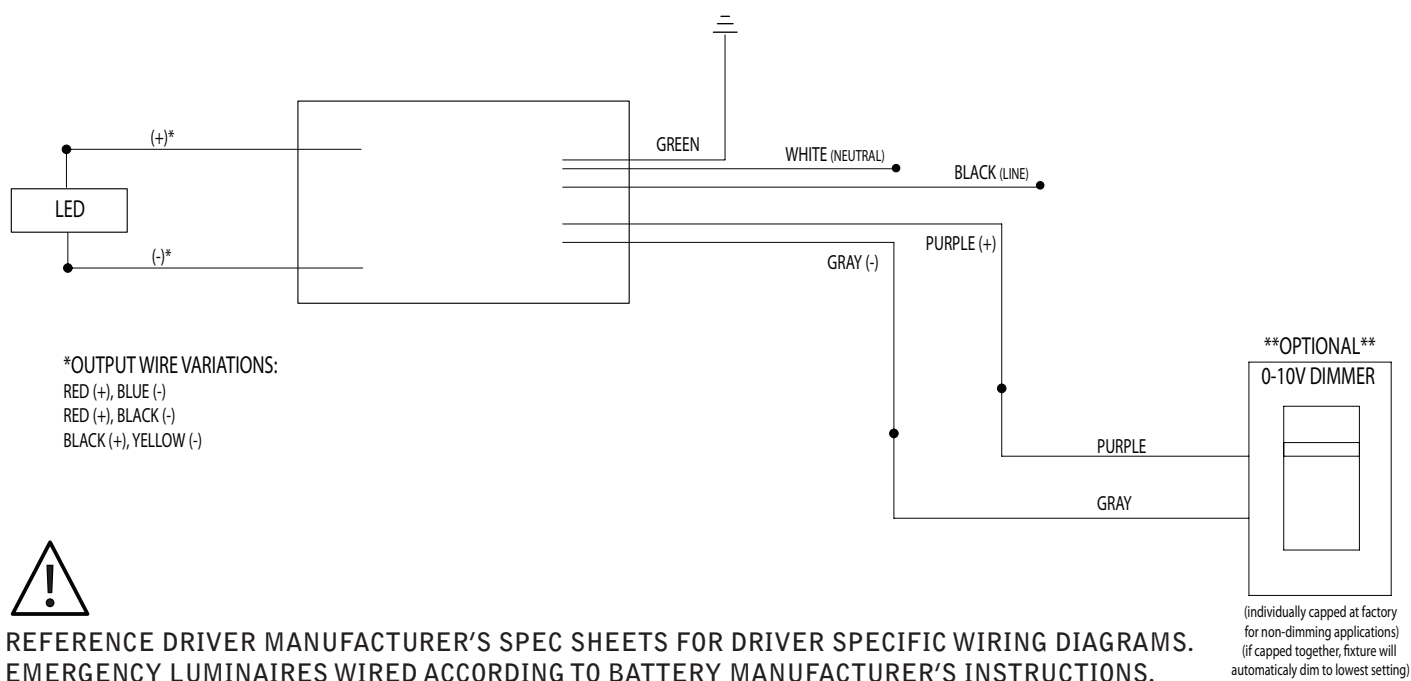 GREEN
WHITE (NEUTRAL)
BLACK (LINE)
(+)*
LED
(-)*
PURPLE (+)
GRAY (-)
*OUTPUT WIRE VARIATIONS:
RED (+), BLUE (-)
RED (+), BLACK (-)
BLACK (+), YELLOW (-)
**OPTIONAL**
0-10V DIMMER
PURPLE
GRAY
(individually capped at factory
for non-dimming applications)
(if capped together, fixture will
automaticaly dim to lowest setting)
!
REFERENCE DRIVER MANUFACTURER'S SPEC SHEETS FOR DRIVER SPECIFIC WIRING DIAGRAMS.
EMERGENCY LUMINAIRES WIRED ACCORDING TO BATTERY MANUFACTURER'S INSTRUCTIONS.